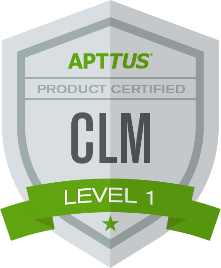 APTTUS
PRODUCT CERTIFIED
CLM
LEVEL 1